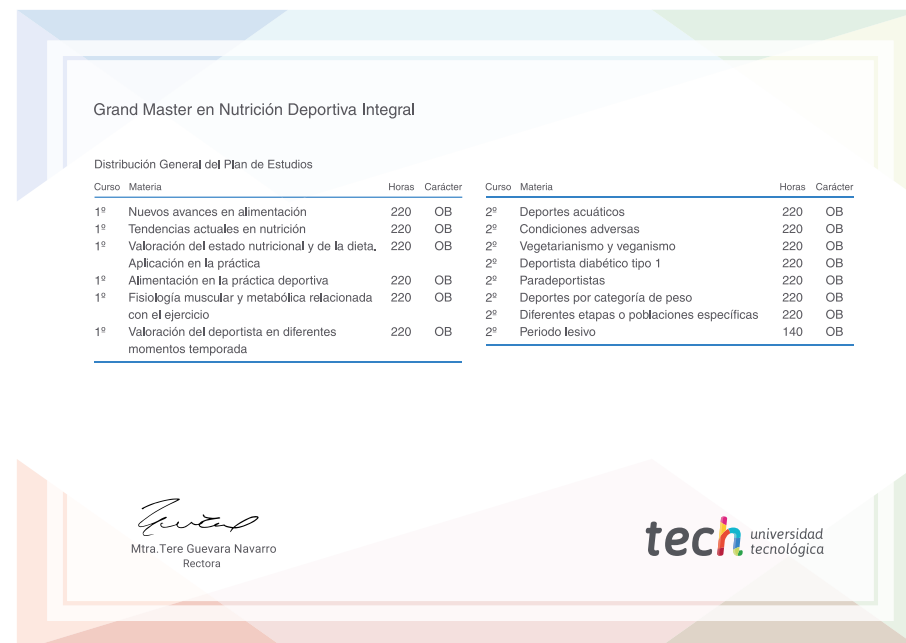 Grand Master en Nutrición Deportiva Integral
Distribución General del Plan de Estudios
Curso Materia Horas Carácter
1º Nuevos avances en alimentación 220 OB
1º Tendencias actuales en nutrición 220 OB
1º Valoración del estado nutricional y de la dieta. 220 OB
Aplicación en la práctica
1º Alimentación en la práctica deportiva 220 OB
1º Fisiología muscular y metabólica relacionada 220 OB
con el ejercicio
1º Valoración del deportista en diferentes 220 OB
momentos temporada
Curso Materia Horas Carácter
2º Deportes acuáticos 220 OB
2º Condiciones adversas 220 OB
2º Vegetarianismo y veganismo 220 OB
2º Deportista diabético tipo 1 220 OB
2º Paradeportistas 220 OB
2º Deportes por categoría de peso 220 OB
2º Diferentes etapas o poblaciones específicas 220 OB
2º Periodo lesivo 140 OB
Mtra.Tere Guevara Navarro
Rectora
tech universidad
tecnológica